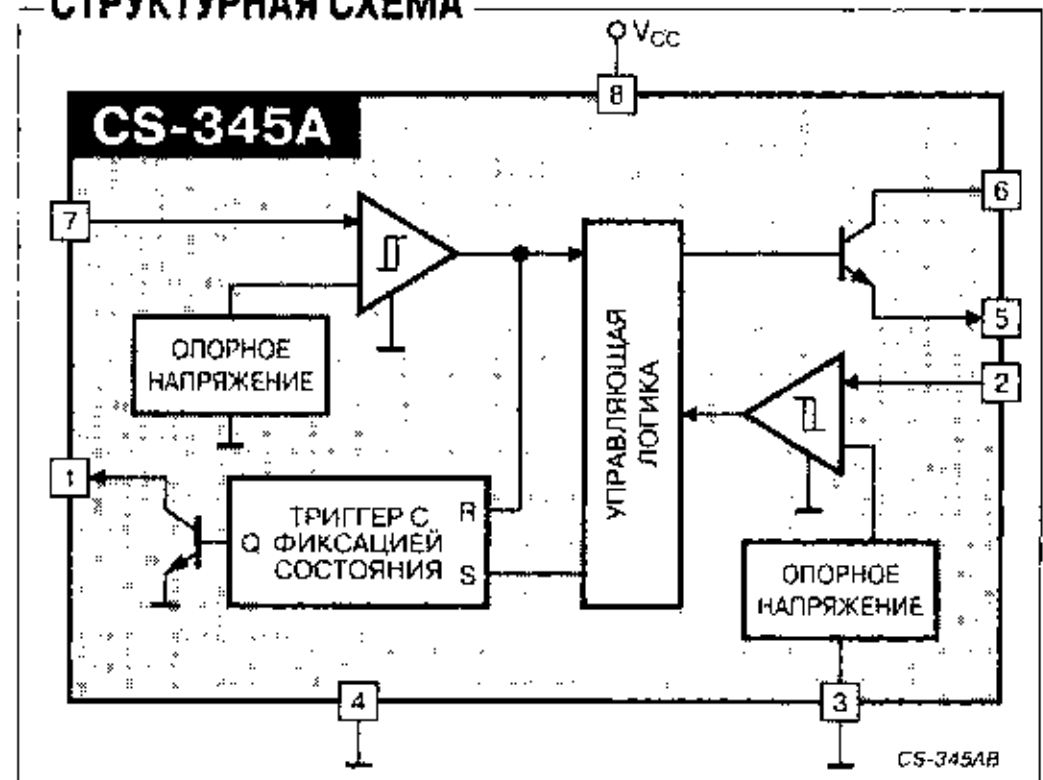 СТРУКТУРНАЯ СХЕМА
VCC
8
CS-345A
6
7
ОПОРНОЕ
НАПРЯЖЕНИЕ
5
2
УПРАВЛЯЮЩАЯ
ЛОГИКА
1
ТРИГГЕР С
ФИКСАЦИЕЙ
СОСТОЯНИЯ
Q
R
S
ОПОРНОЕ
НАПРЯЖЕНИЕ
4
3
CS-345AB